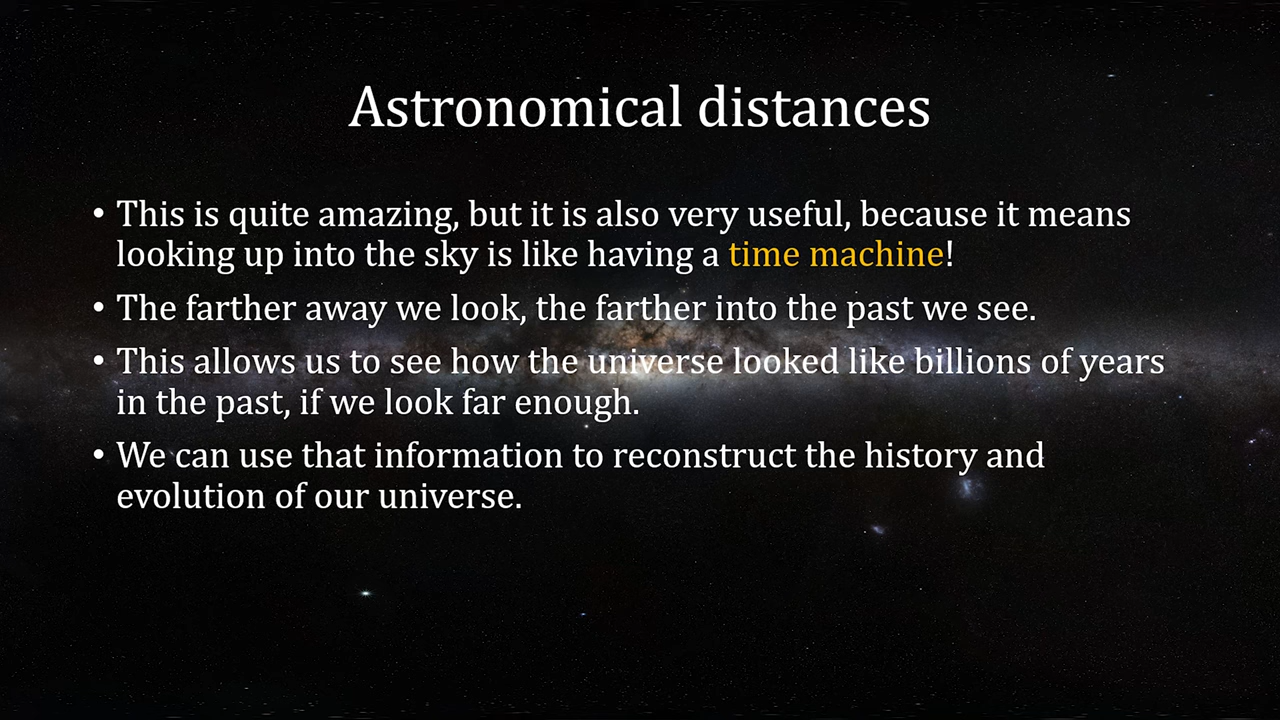 Astronomical distances
• This is quite amazing, but it is also very useful, because it means
looking up into the sky is like having a time machine!
• The farther away we look, the farther into the past we see.
• This allows us to see how the universe looked like billions of years
in the past, if we look far enough.
• We can use that information to reconstruct the history and
evolution of our universe.